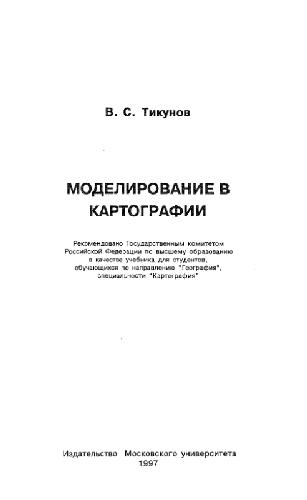 В. С. Тикунов
МОДЕЛИРОВАНИЕ В
КАРТОГРАФИИ
Рекомендовано Государственным комитетом
Российской Федерации по высшему образованию
в качестве учебника для студентов,
обучающихся по направлению "География",
специальности "Картография"
Издательство Московского университета
1997